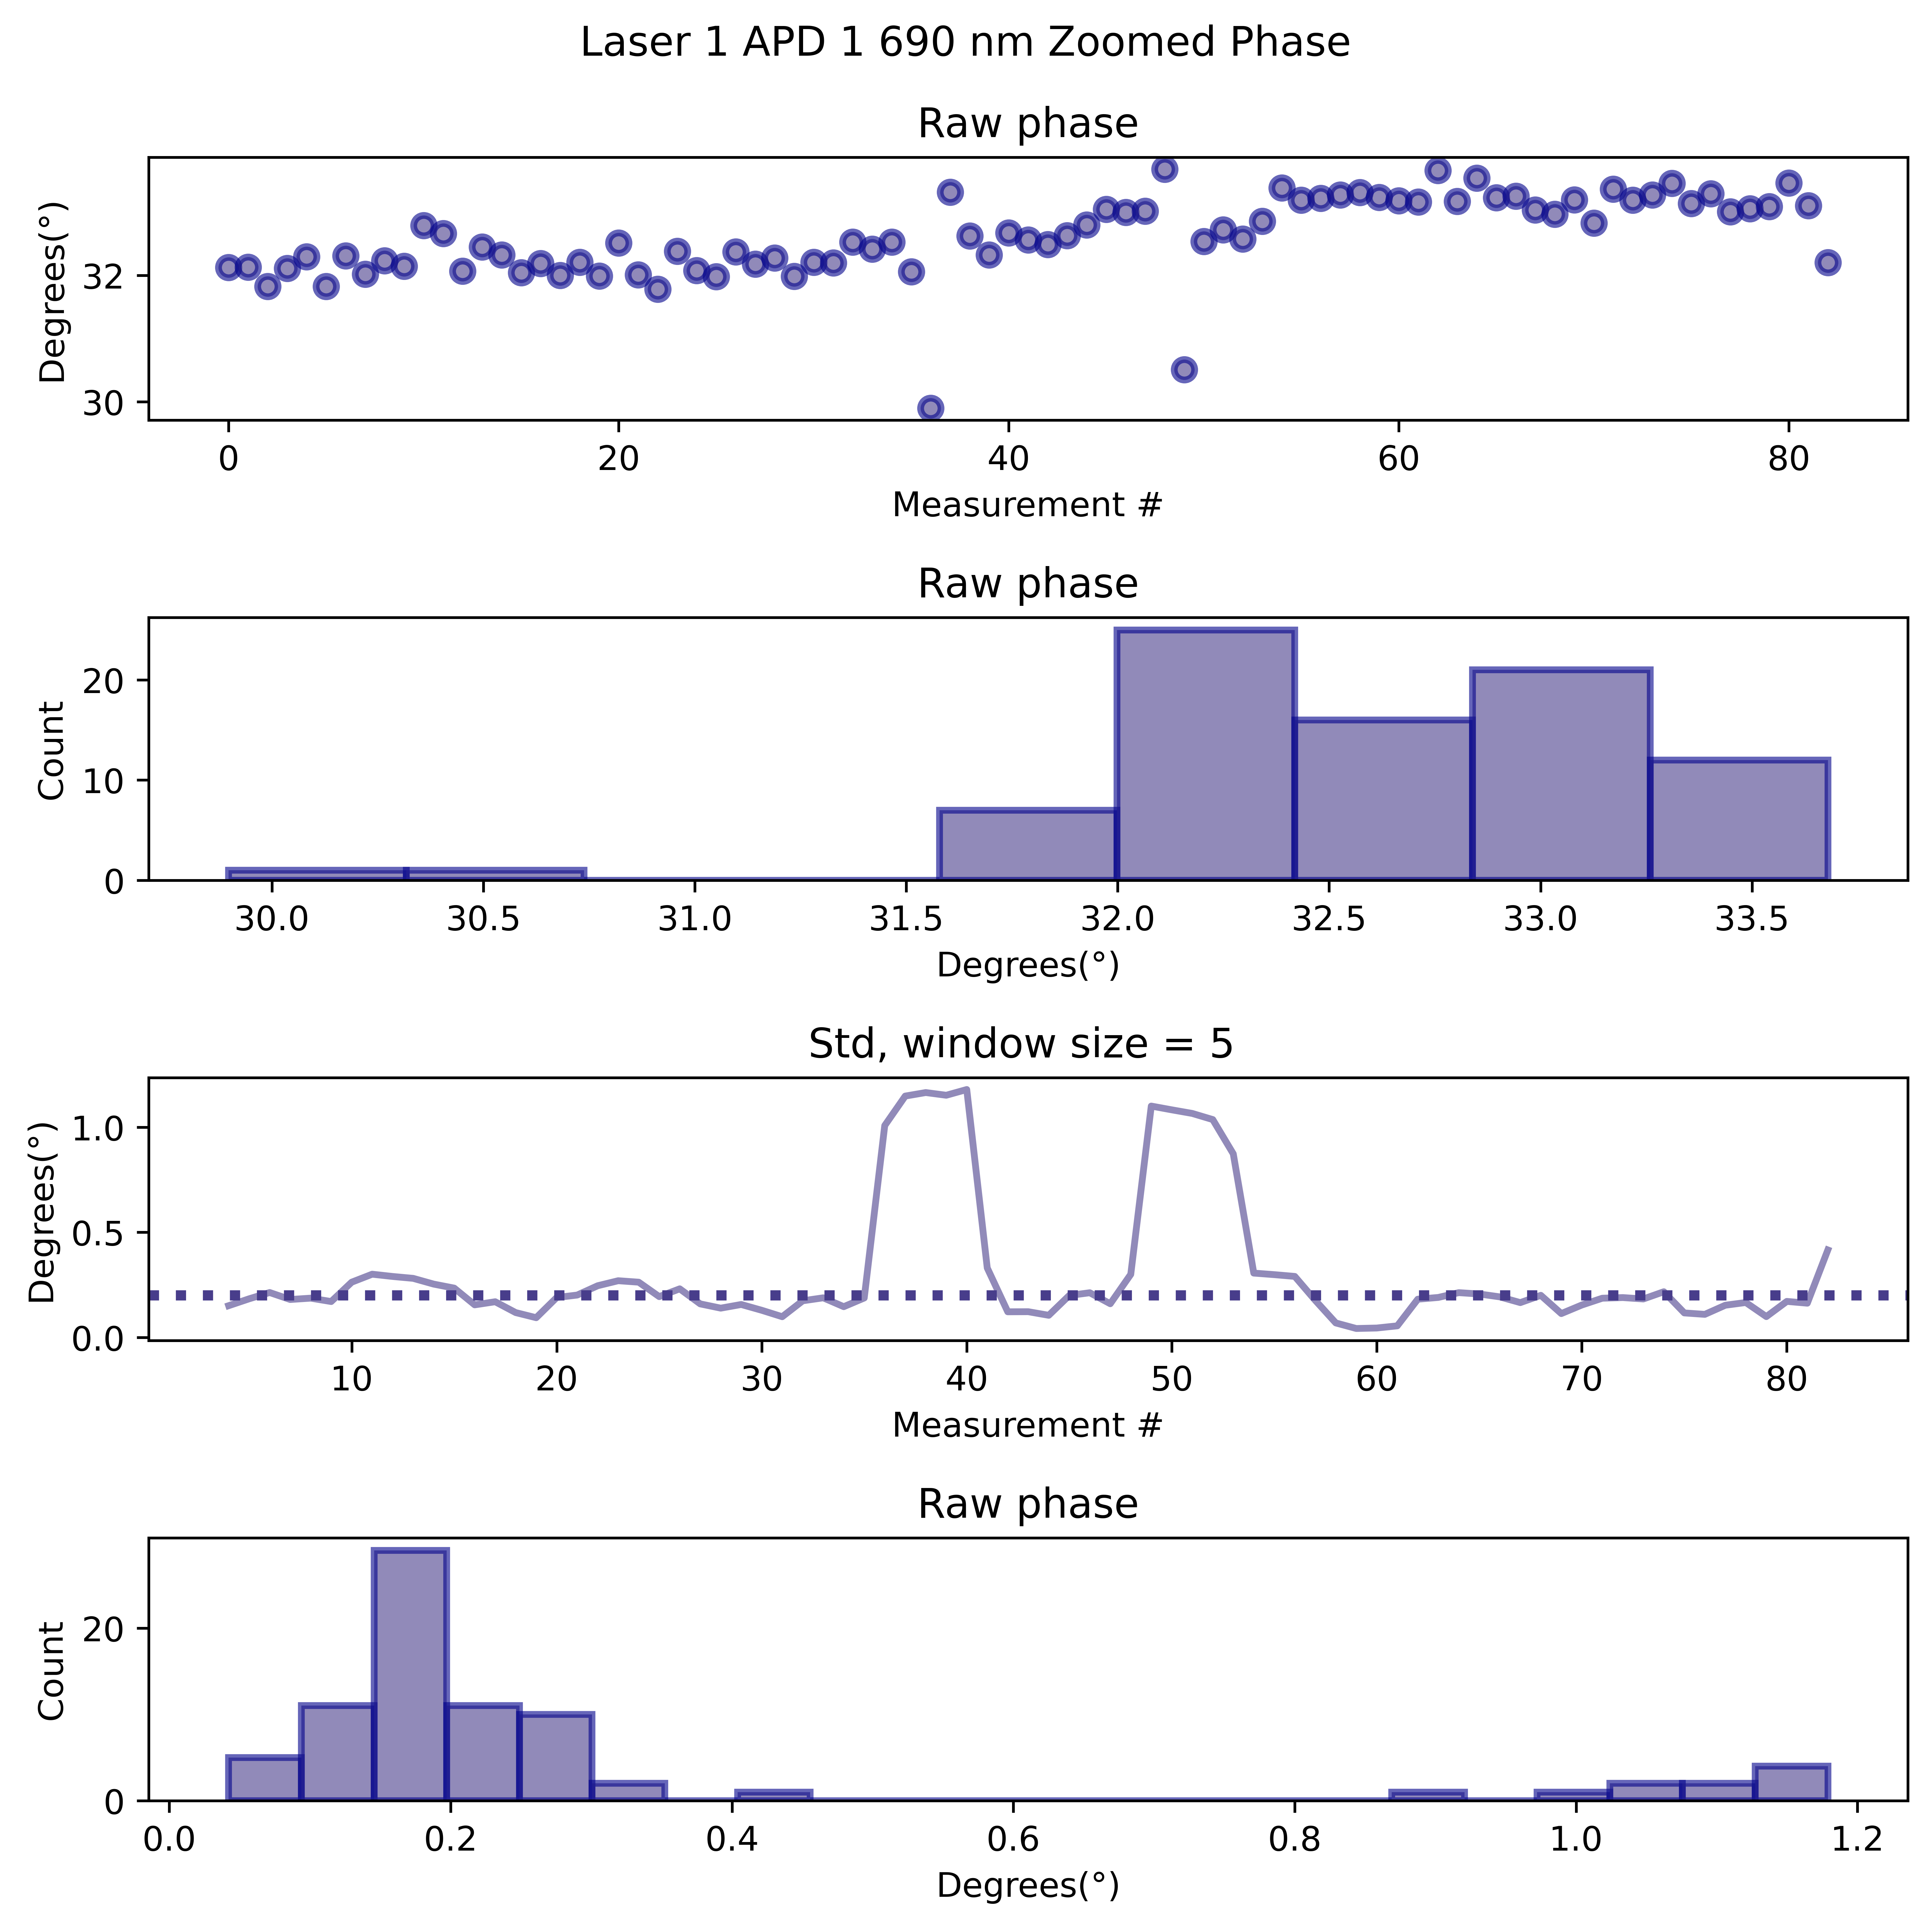 Laser 1 APD 1 690 nm Zoomed Phase
Raw phase
Degrees(°)
32
30
0 20 40 60 80
Measurement #
Raw phase
Count
20
10
0
30.0 30.5 31.0 31.5 32.0 32.5 33.0 33.5
Degrees(°)
Std, window size = 5
Degrees(°)
1.0
0.5
0.0
10 20 30 40 50 60 70 80
Measurement #
Raw phase
Count
20
0
0.0 0.2 0.4 0.6 0.8 1.0 1.2
Degrees(°)